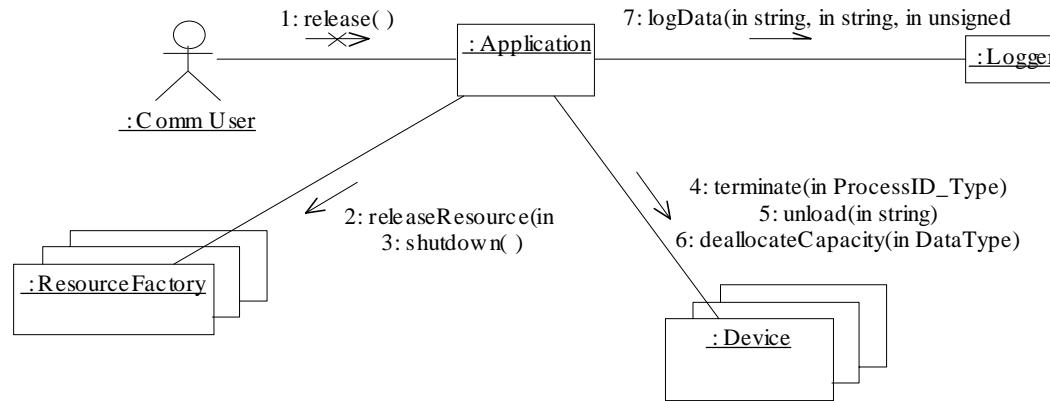 1: release( )
7: logData(in string, in string, in unsigned
: Application
: Logger
: Comm User
4: terminate(in ProcessID_Type)
5: unload(in string)
6: deallocateCapacity(in DataType)
2: releaseResource(in
3: shutdown( )
: ResourceFactory
: Device